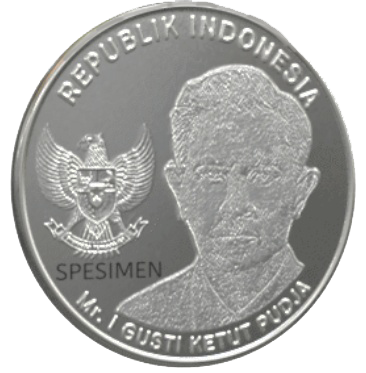 REPUBLIK INDONESIA
SPESIMEN
Mr. I GUSTI KETUT PUDJA